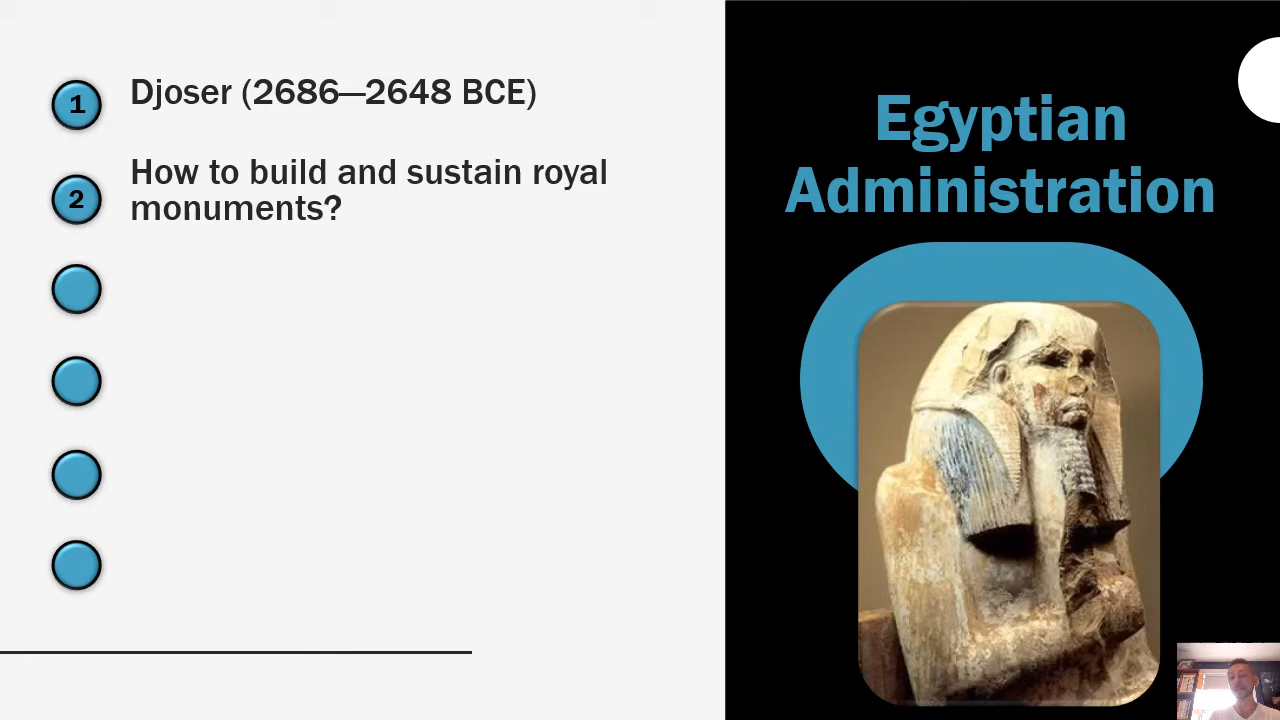 1
Djoser (2686—2648 BCE)
2
How to build and sustain royal
monuments?
Egyptian
Administration